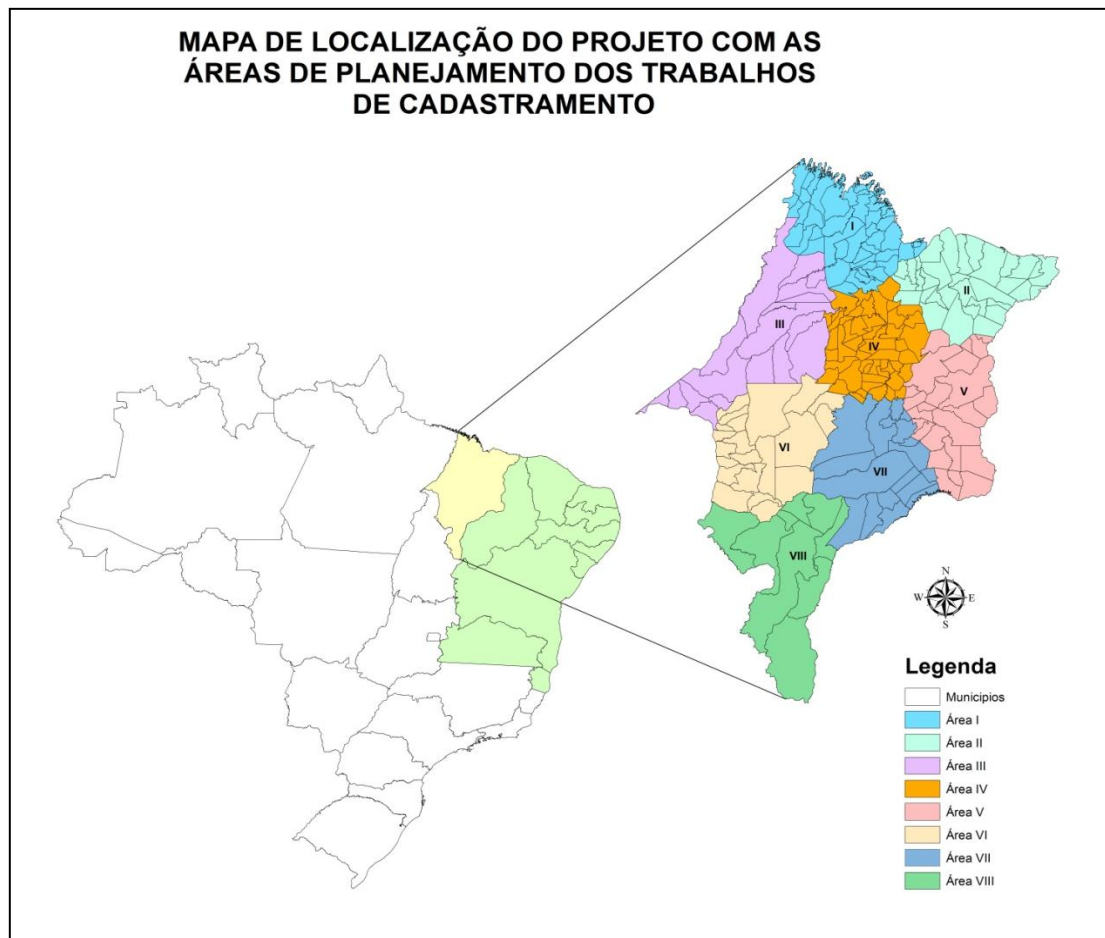 MAPA DE LOCALIZAÇÃO DO PROJETO COM AS
ÁREAS DE PLANEJAMENTO DOS TRABALHOS
DE CADASTRAMENTO
I
II
III
IV
V
VI
VII
VIII
N
W E
S
Legenda
Municipios
Área I
Área II
Área III
Área IV
Área V
Área VI
Área VII
Área VIII